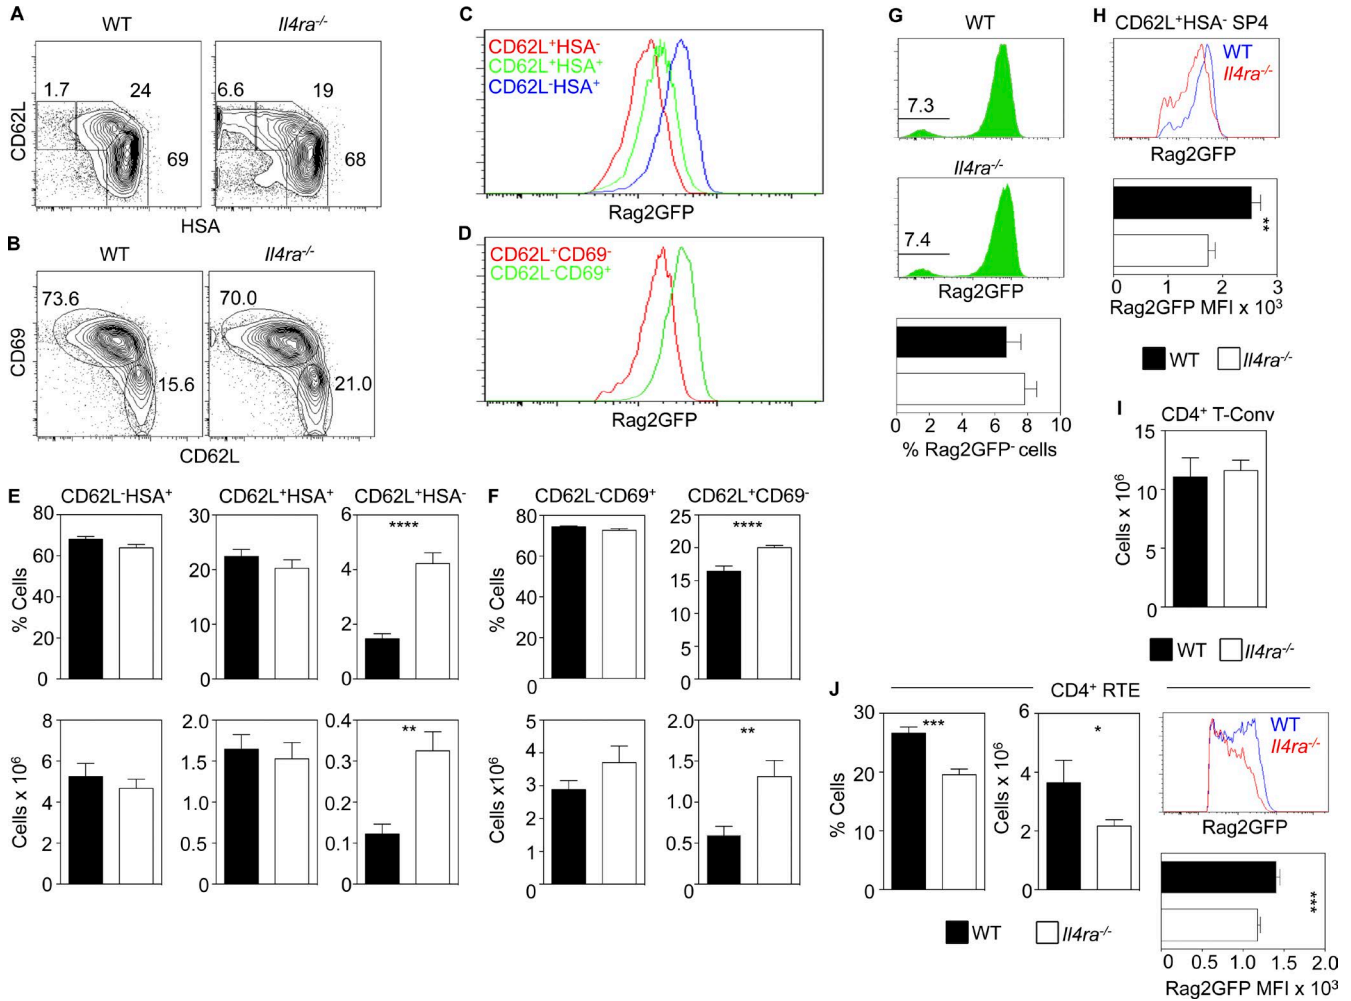 A
WT
Il4ra-/-
1.7
24
6.6
19
69
68
CD62L
HSA
B
WT
Il4ra-/-
73.6
70.0
15.6
21.0
CD69
CD62L
C
CD62L+HSA-
CD62L+HSA+
CD62L-HSA+
Rag2GFP
D
CD62L+CD69-
CD62L-CD69+
Rag2GFP
E
CD62L-HSA+
CD62L+HSA+
CD62L+HSA-
% Cells
80
60
40
20
0
30
20
10
0
6
4
2
0
****
Cells x 10⁶
8
6
4
2
0
2.0
1.5
1.0
0.5
0
0.4
0.3
0.2
0.1
0
**
F
CD62L-CD69+
CD62L+CD69-
% Cells
80
60
40
20
0
25
20
15
10
5
0
****
Cells x10⁶
5
4
3
2
1
0
2.0
1.5
1.0
0.5
0
**
G
WT
7.3
Il4ra-/-
7.4
Rag2GFP
0 2 4 6 8 10
% Rag2GFP- cells
H
CD62L+HSA- SP4
WT
Il4ra-/-
Rag2GFP
**
0 1 2 3
Rag2GFP MFI x 10³
WT Il4ra-/-
I
CD4+ T-Conv
Cells x 10⁶
15
10
5
0
WT Il4ra-/-
J
CD4+ RTE
% Cells
30
20
10
0
***
Cells x 10⁶
6
4
2
0
*
WT Il4ra-/-
WT
Il4ra-/-
Rag2GFP
***
0 0.5 1.0 1.5 2.0
Rag2GFP MFI x 10³